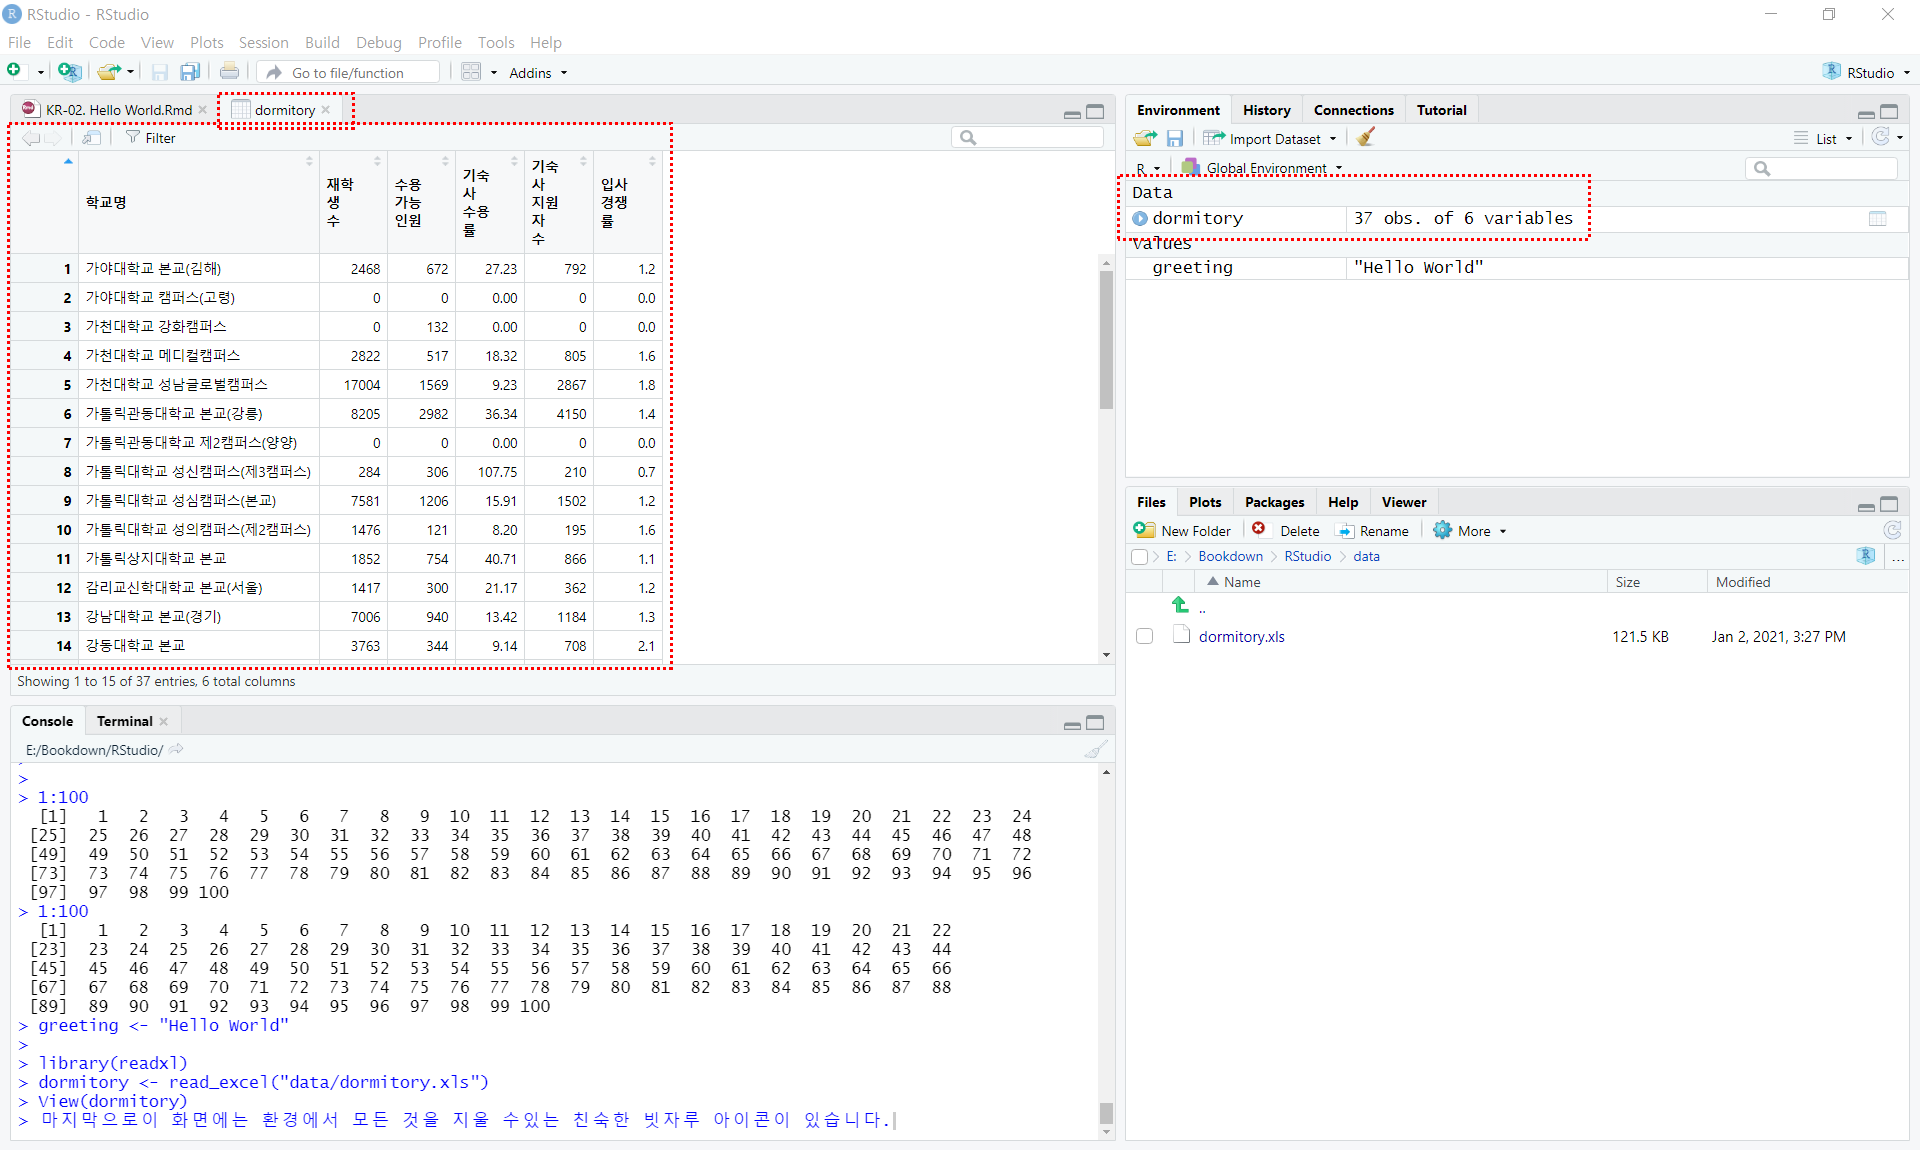 RStudio - RStudio
File Edit Code View Plots Session Build Debug Profile Tools Help
Go to file/function Addins RStudio
KR-02. Hello World.Rmd dormitory
Filter
학교명 재학생수 수용가능인원 기숙사수용률 기숙사지원자수 입사경쟁률
1 가야대학교 본교(김해) 2468 672 27.23 792 1.2
2 가야대학교 캠퍼스(고령) 0 0 0.00 0 0.0
3 가천대학교 강화캠퍼스 0 132 0.00 0 0.0
4 가천대학교 메디컬캠퍼스 2822 517 18.32 805 1.6
5 가천대학교 성남글로벌캠퍼스 17004 1569 9.23 2867 1.8
6 가톨릭관동대학교 본교(강릉) 8205 2982 36.34 4150 1.4
7 가톨릭관동대학교 제2캠퍼스(양양) 0 0 0.00 0 0.0
8 가톨릭대학교 성신캠퍼스(제3캠퍼스) 284 306 107.75 210 0.7
9 가톨릭대학교 성심캠퍼스(본교) 7581 1206 15.91 1502 1.2
10 가톨릭대학교 성의캠퍼스(제2캠퍼스) 1476 121 8.20 195 1.6
11 가톨릭상지대학교 본교 1852 754 40.71 866 1.1
12 감리교신학대학교 본교(서울) 1417 300 21.17 362 1.2
13 강남대학교 본교(경기) 7006 940 13.42 1184 1.3
14 강동대학교 본교 3763 344 9.14 708 2.1
Showing 1 to 15 of 37 entries, 6 total columns
Console Terminal
E:/Bookdown/RStudio/
>
> 1:100
[1] 1 2 3 4 5 6 7 8 9 10 11 12 13 14 15 16 17 18 19 20 21 22 23 24
[25] 25 26 27 28 29 30 31 32 33 34 35 36 37 38 39 40 41 42 43 44 45 46 47 48
[49] 49 50 51 52 53 54 55 56 57 58 59 60 61 62 63 64 65 66 67 68 69 70 71 72
[73] 73 74 75 76 77 78 79 80 81 82 83 84 85 86 87 88 89 90 91 92 93 94 95 96
[97] 97 98 99 100
> 1:100
[1] 1 2 3 4 5 6 7 8 9 10 11 12 13 14 15 16 17 18 19 20 21 22
[23] 23 24 25 26 27 28 29 30 31 32 33 34 35 36 37 38 39 40 41 42 43 44
[45] 45 46 47 48 49 50 51 52 53 54 55 56 57 58 59 60 61 62 63 64 65 66
[67] 67 68 69 70 71 72 73 74 75 76 77 78 79 80 81 82 83 84 85 86 87 88
[89] 89 90 91 92 93 94 95 96 97 98 99 100
> greeting <- "Hello World"
>
> library(readxl)
> dormitory <- read_excel("data/dormitory.xls")
> View(dormitory)
> 마지막으로이 화면에는 환경에서 모든 것을 지울 수있는 친숙한 빗자루 아이콘이 있습니다.
Environment History Connections Tutorial
Import Dataset List
R Global Environment
Data
dormitory 37 obs. of 6 variables
Values
greeting "Hello World"
Files Plots Packages Help Viewer
New Folder Delete Rename More
E: Bookdown RStudio data ...
Name Size Modified
..
dormitory.xls 121.5 KB Jan 2, 2021, 3:27 PM